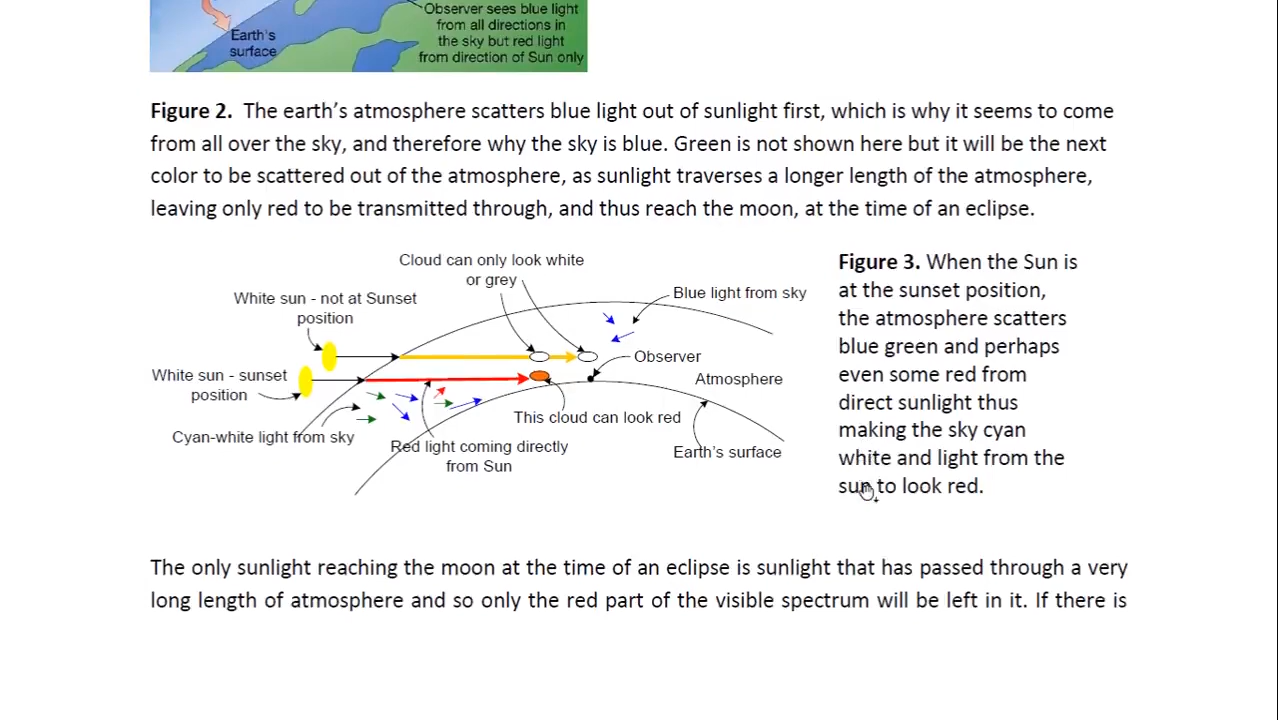 Observer sees blue light
from all directions in
the sky but red light
from direction of Sun only
Earth's
surface
Figure 2. The earth’s atmosphere scatters blue light out of sunlight first, which is why it seems to come
from all over the sky, and therefore why the sky is blue. Green is not shown here but it will be the next
color to be scattered out of the atmosphere, as sunlight traverses a longer length of the atmosphere,
leaving only red to be transmitted through, and thus reach the moon, at the time of an eclipse.
Cloud can only look white
or grey
White sun - not at Sunset
position
Blue light from sky
Observer
White sun - sunset
position
Atmosphere
This cloud can look red
Cyan-white light from sky
Red light coming directly
from Sun
Earth's surface
Figure 3. When the Sun is
at the sunset position,
the atmosphere scatters
blue green and perhaps
even some red from
direct sunlight thus
making the sky cyan
white and light from the
sun to look red.
The only sunlight reaching the moon at the time of an eclipse is sunlight that has passed through a very
long length of atmosphere and so only the red part of the visible spectrum will be left in it. If there is